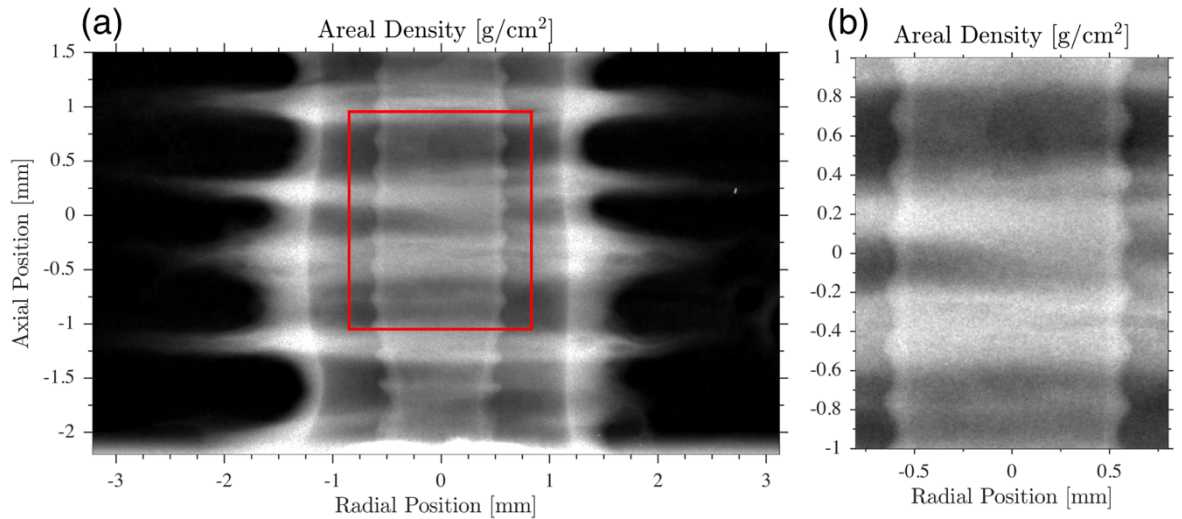 (a)
Areal Density [g/cm²]
1.5
1
0.5
0
-0.5
-1
-1.5
-2
Axial Position [mm]
-3 -2 -1 0 1 2 3
Radial Position [mm]
(b)
Areal Density [g/cm²]
1
0.8
0.6
0.4
0.2
0
-0.2
-0.4
-0.6
-0.8
-1
-0.5 0 0.5
Radial Position [mm]